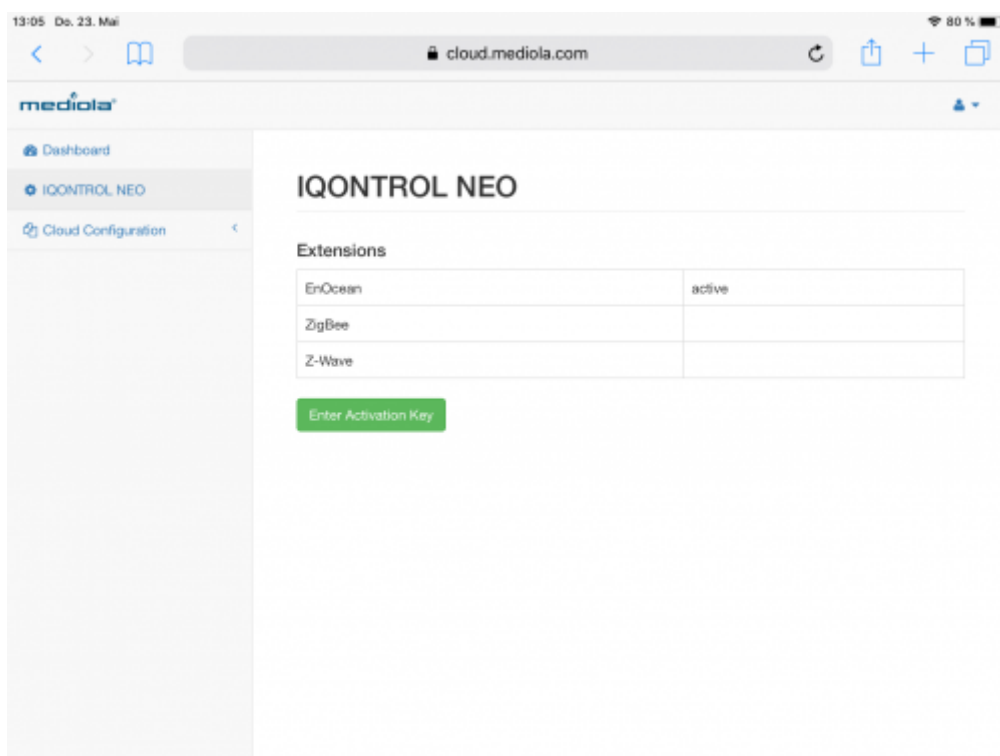 13:05 Do. 23. Mai 80 %
cloud.mediola.com
mediola®
Dashboard
IQONTROL NEO
Cloud Configuration
IQONTROL NEO
Extensions
EnOcean active
ZigBee
Z-Wave
Enter Activation Key